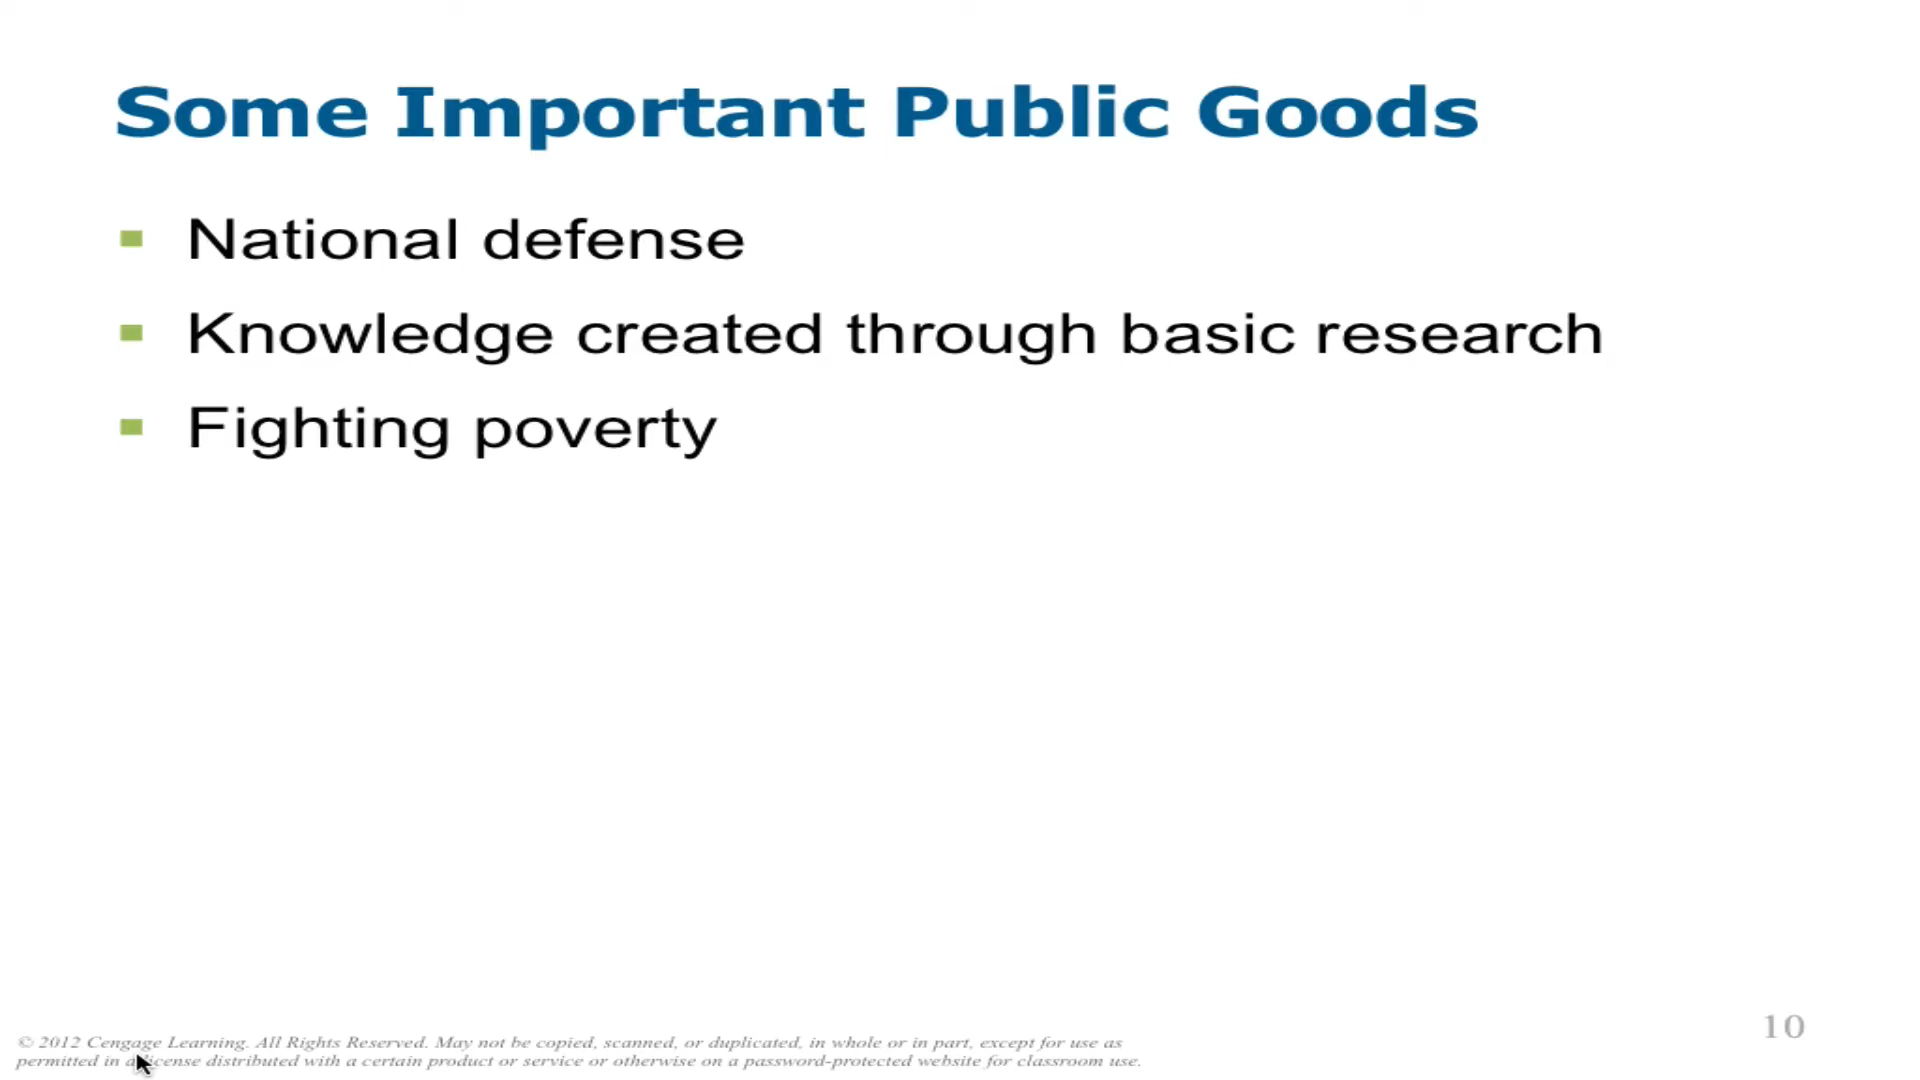 Some Important Public Goods
National defense
Knowledge created through basic research
Fighting poverty
10
© 2012 Cengage Learning. All Rights Reserved. May not be copied, scanned, or duplicated, in whole or in part, except for use as
permitted in a license distributed with a certain product or service or otherwise on a password-protected website for classroom use.